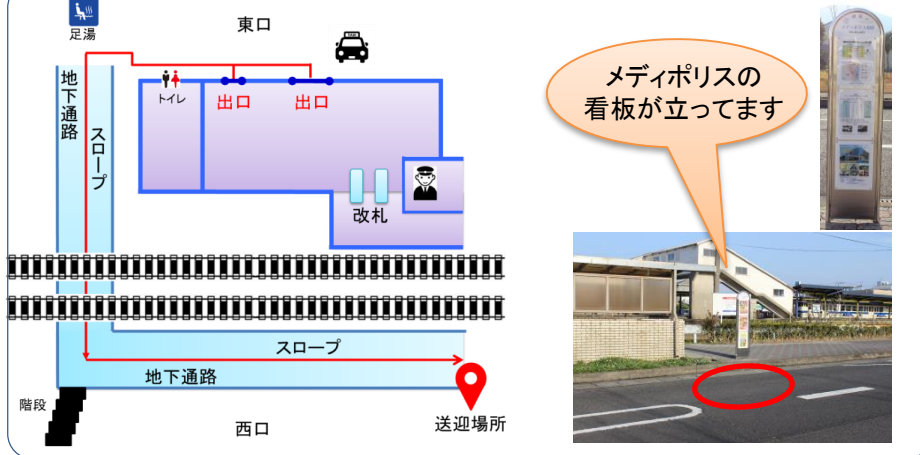 足湯
東口
TAXI
地下通路
スロープ
トイレ
出口
出口
改札
スロープ
地下通路
階段
西口
送迎場所
メディポリスの
看板が立ってます